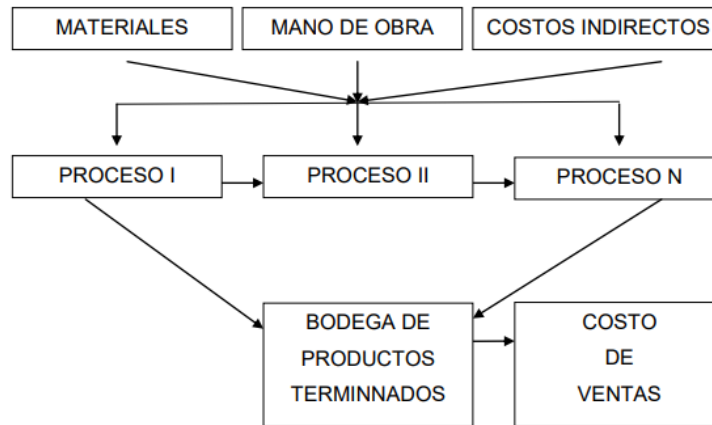 MATERIALES
MANO DE OBRA
COSTOS INDIRECTOS
PROCESO I
PROCESO II
PROCESO N
BODEGA DE
PRODUCTOS
TERMINNADOS
COSTO
DE
VENTAS